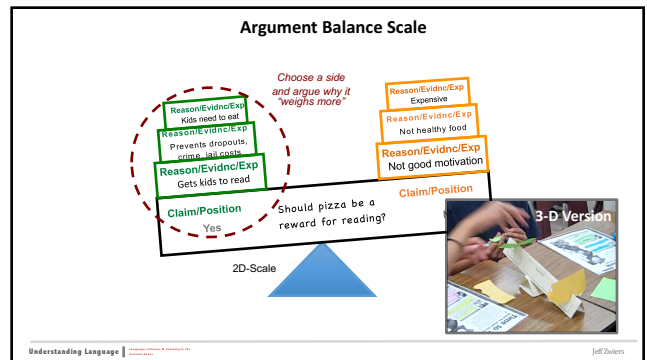 Argument Balance Scale
Choose a side
and argue why it
"weighs more"
Reason/Evidnc/Exp
Kids need to eat
Reason/Evidnc/Exp
Prevents dropouts,
crime, jail costs
Reason/Evidnc/Exp
Gets kids to read
Claim/Position
Yes
Should pizza be a
reward for reading?
Reason/Evidnc/Exp
Expensive
Reason/Evidnc/Exp
Not healthy food
Reason/Evidnc/Exp
Not good motivation
Claim/Position
3-D Version
2D-Scale
Understanding Language
Jeff Zwiers